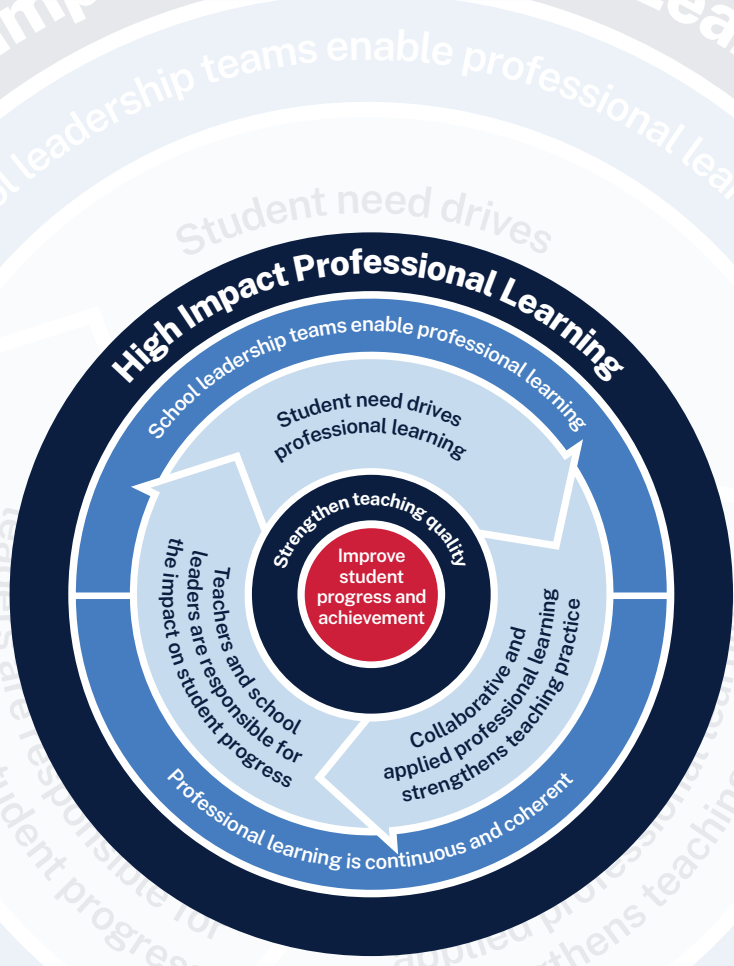 High Impact Professional Learning
School leadership teams enable professional learning
Student need drives
professional learning
Strengthen teaching quality
Improve
student
progress and
achievement
Collaborative and
applied professional learning
strengthens teaching practice
Teachers and school
leaders are responsible for
the impact on student progress
Professional learning is continuous and coherent
leadership teams enable professional
Student need drives